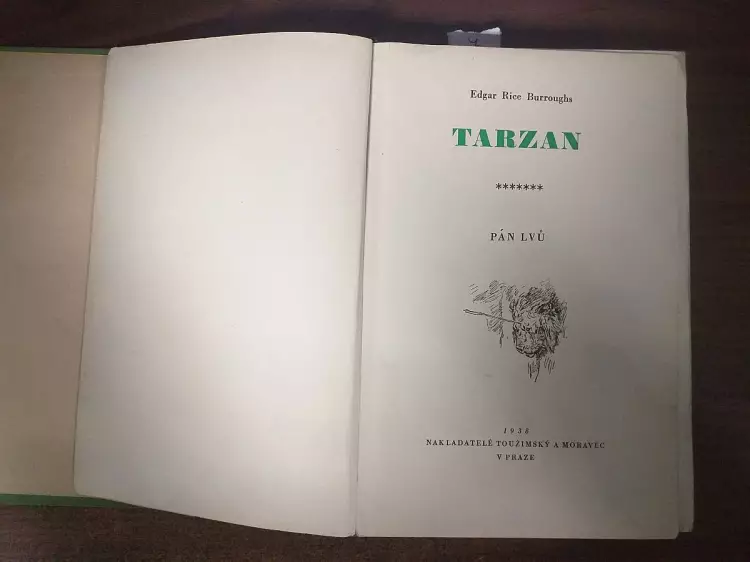 Edgar Rice Burroughs
TARZAN
*******
PÁN LVŮ
1938
NAKLADATELÉ TOUŽIMSKÝ A MORAVEC
V PRAZE